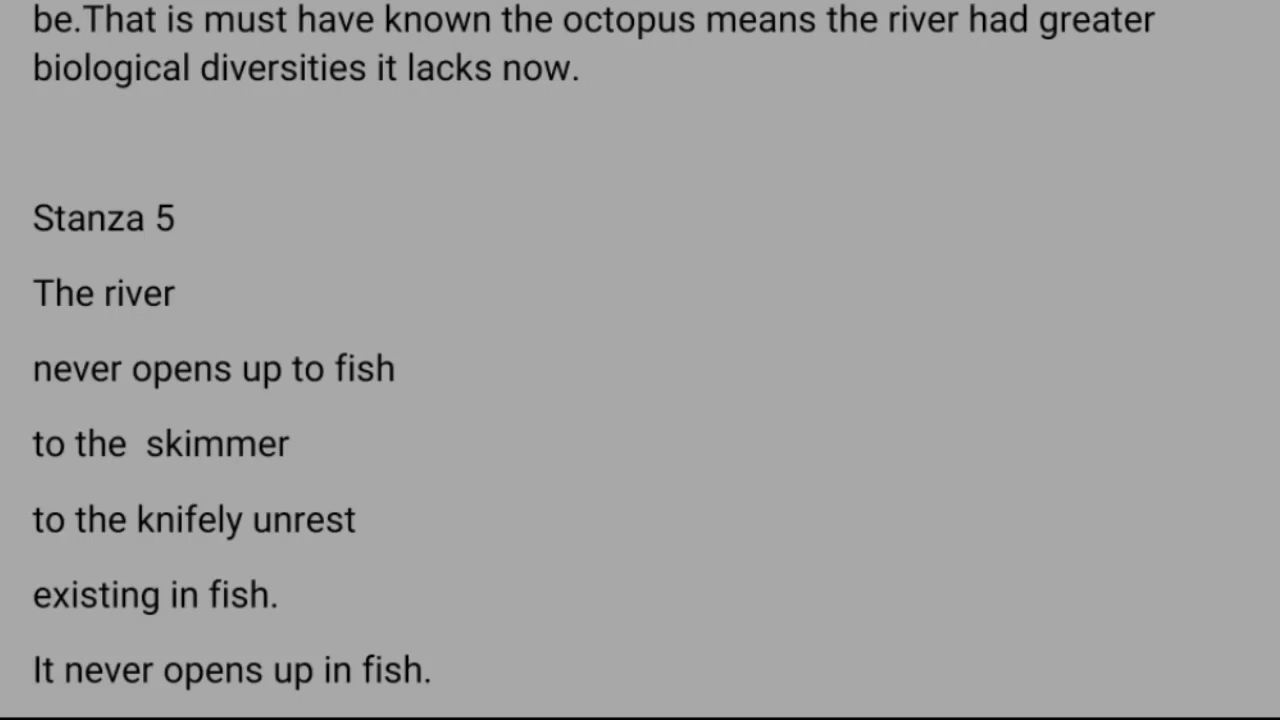 be.That is must have known the octopus means the river had greater
biological diversities it lacks now.
Stanza 5
The river
never opens up to fish
to the  skimmer
to the knifely unrest
existing in fish.
It never opens up in fish.